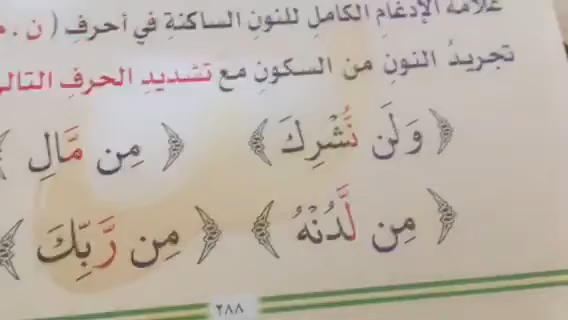 علامة الإدغام الكامل للنون الساكنة في أحرف ( ن . م
تجريدُ النون من السكون مع تشديد الحرف التالي
﴿ وَلَن نُّشْرِكَ ﴾ ﴿ مِن مَّالٍ ﴾
﴿ مِن لَّدُنْهُ ﴾ ﴿ مِن رَّبِّكَ ﴾
٢٨٨